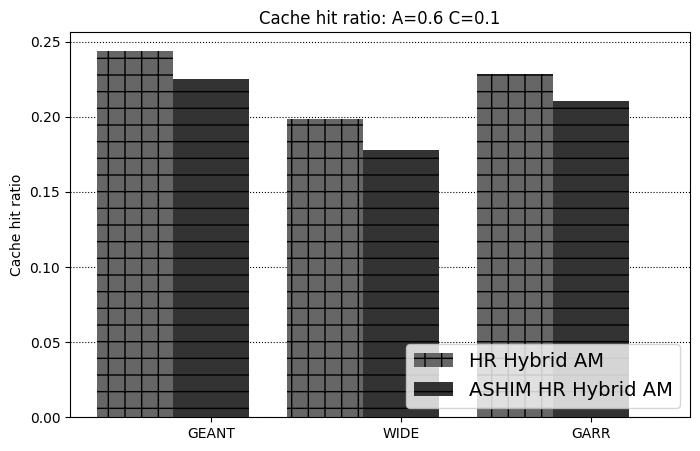 Cache hit ratio: A=0.6 C=0.1
0.25
0.20
0.15
0.10
0.05
0.00
Cache hit ratio
HR Hybrid AM
ASHIM HR Hybrid AM
GEANT WIDE GARR